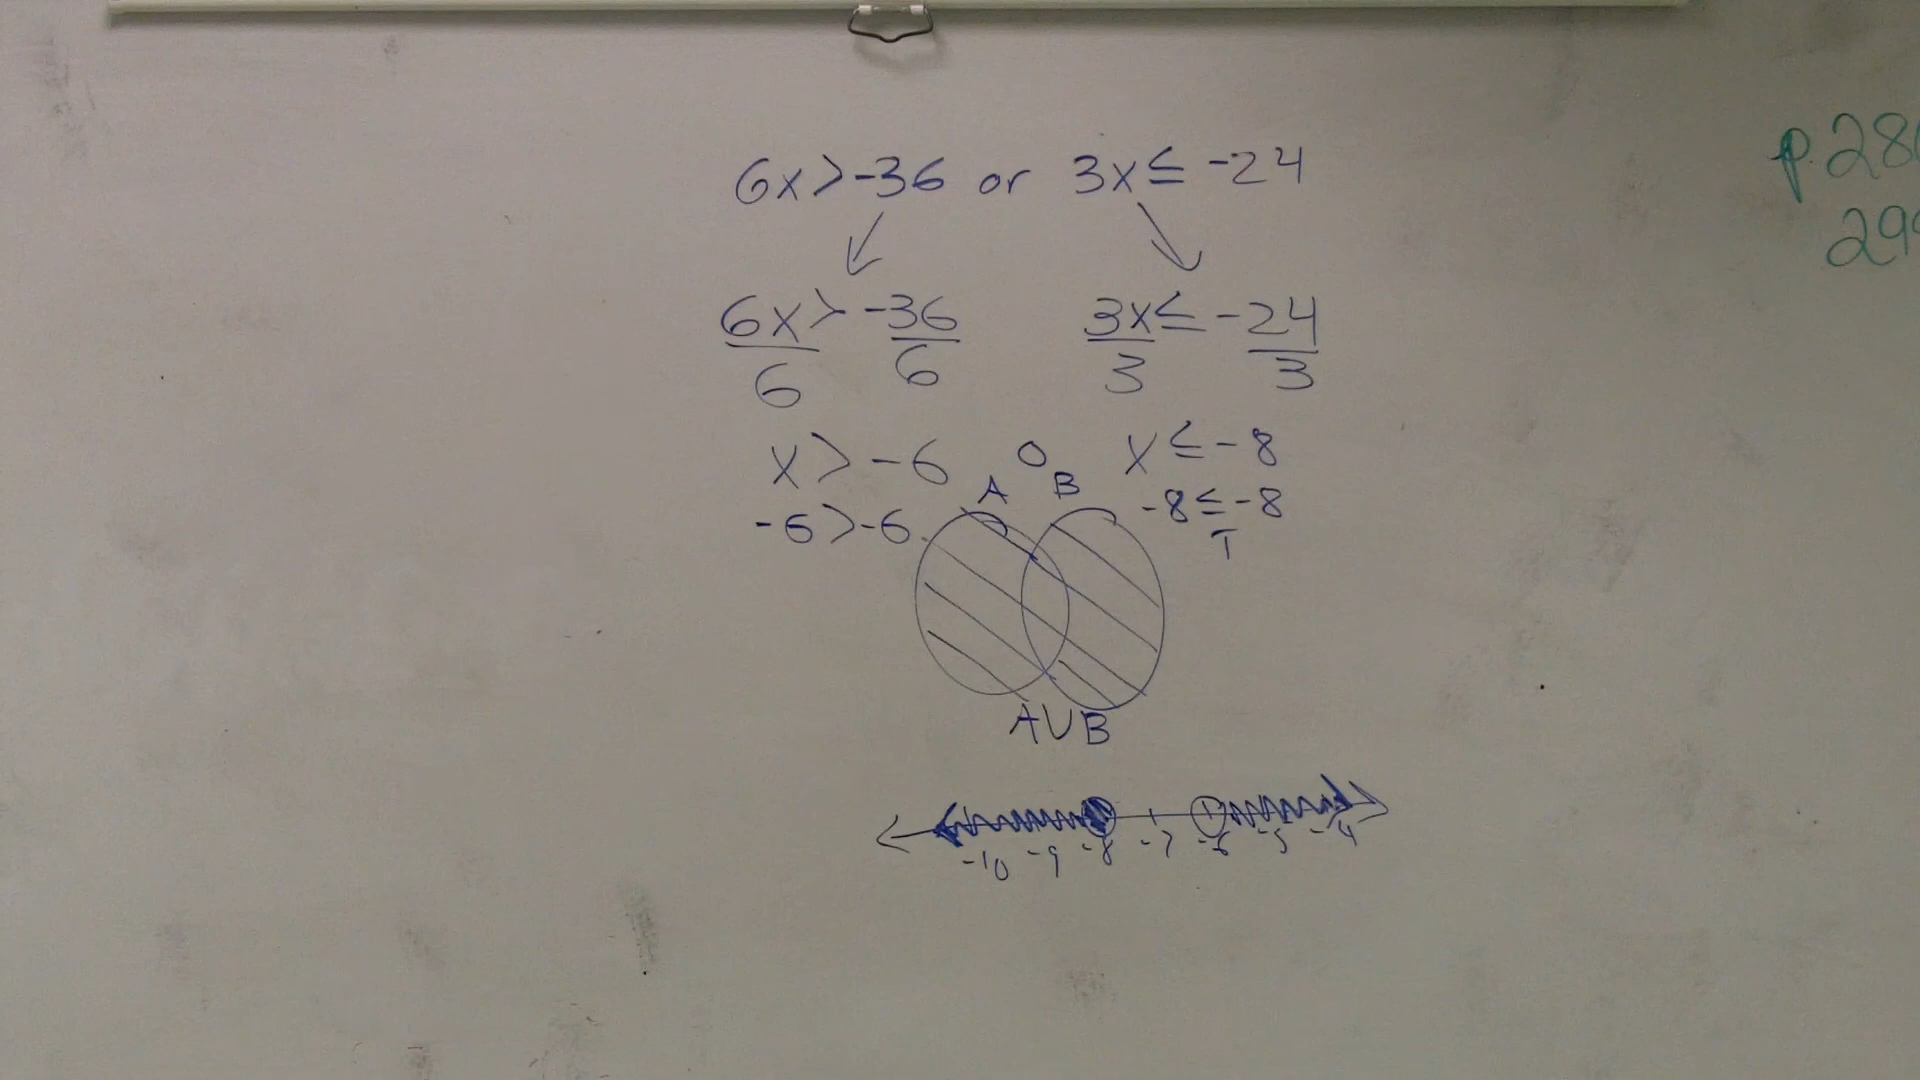 6x > -36 or 3x ≤ -24
6x > -36 3x ≤ -24
6 6 3 3
x > -6 O x ≤ -8
A B
-6 > -6 -8 ≤ -8
T
A∪B
-10 -9 -8 -7 -6 -5 -4
p. 28
29